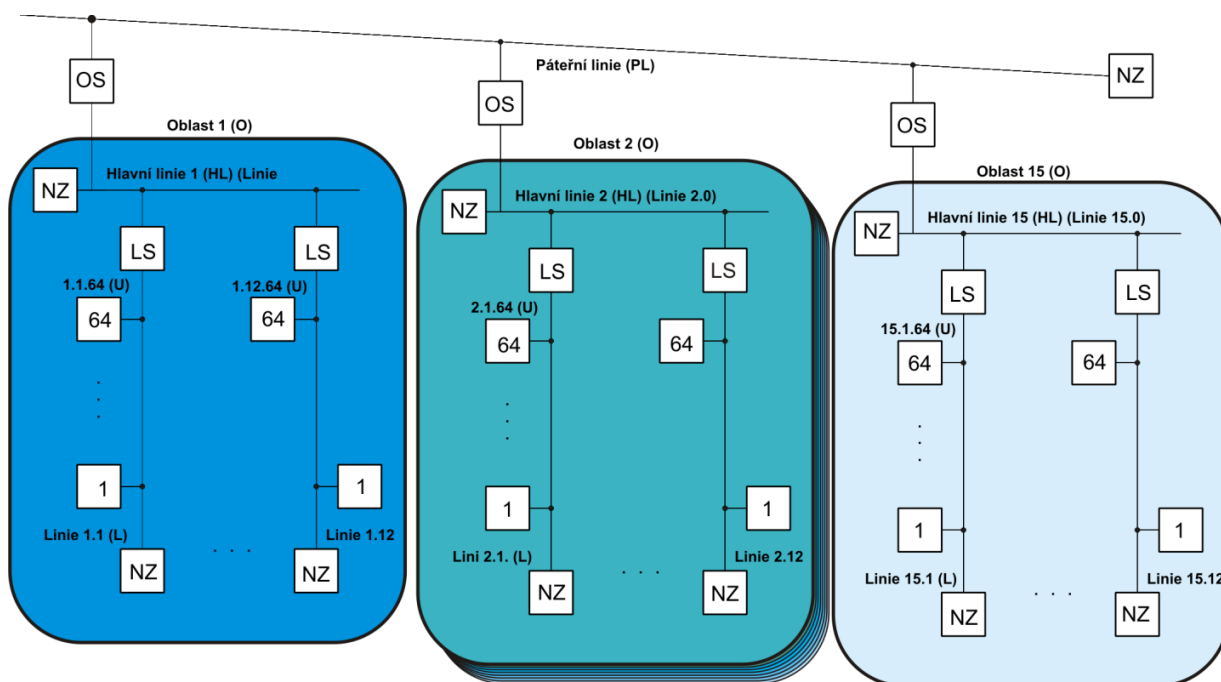 Páteřní linie (PL)
NZ
OS
OS
OS
Oblast 1 (O)
Hlavní linie 1 (HL) (Linie
NZ
LS
LS
1.1.64 (U)
1.12.64 (U)
64
64
. . .
1
1
Linie 1.1 (L)
. . .
Linie 1.12
NZ
NZ
Oblast 2 (O)
Hlavní linie 2 (HL) (Linie 2.0)
NZ
LS
LS
2.1.64 (U)
64
64
. . .
1
1
Lini 2.1. (L)
. . .
Linie 2.12
NZ
NZ
Oblast 15 (O)
Hlavní linie 15 (HL) (Linie 15.0)
NZ
LS
LS
15.1.64 (U)
64
64
. . .
1
1
Linie 15.1 (L)
. . .
Linie 15.12
NZ
NZ